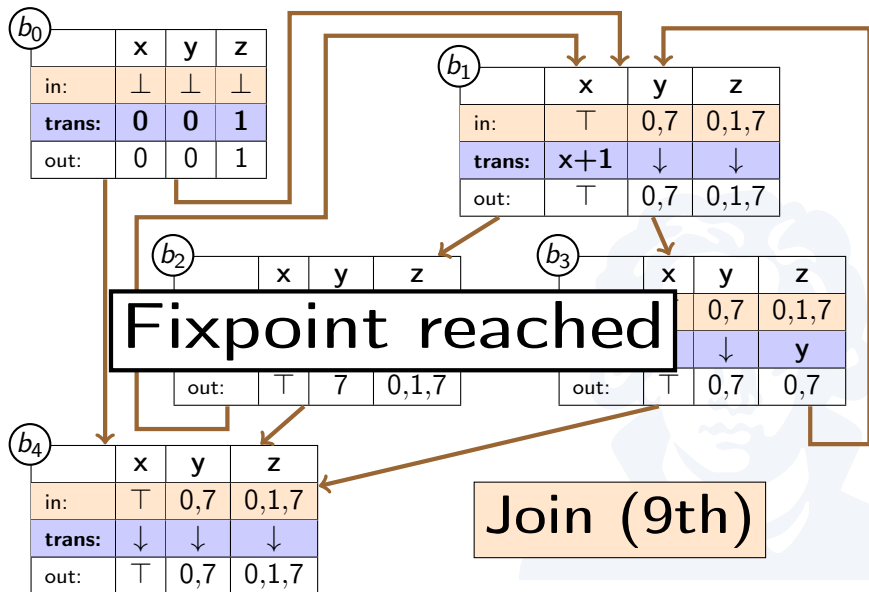 b0
x y z
in: ⊥ ⊥ ⊥
trans: 0 0 1
out: 0 0 1
b1
x y z
in: ⊤ 0,7 0,1,7
trans: x+1 ↓ ↓
out: ⊤ 0,7 0,1,7
b2
x y z
out: ⊤ 7 0,1,7
b3
x y z
0,7 0,1,7
↓ y
out: ⊤ 0,7 0,7
Fixpoint reached
b4
x y z
in: ⊤ 0,7 0,1,7
trans: ↓ ↓ ↓
out: ⊤ 0,7 0,1,7
Join (9th)